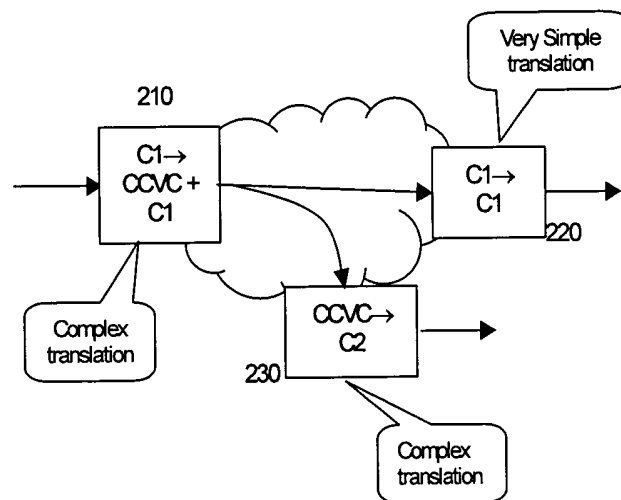 Very Simple
translation
210
C1→
CCVC +
C1
C1→
C1
220
Complex
translation
CCVC→
C2
230
Complex
translation